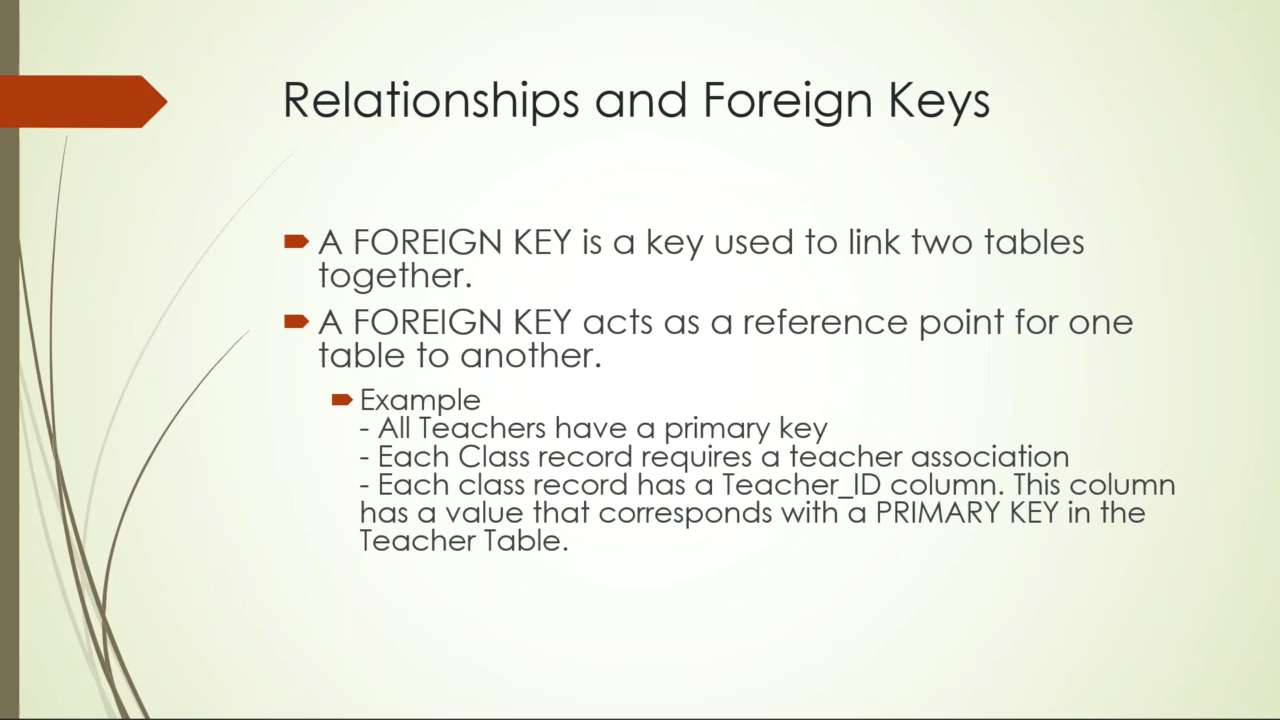 Relationships and Foreign Keys
A FOREIGN KEY is a key used to link two tables
together.
A FOREIGN KEY acts as a reference point for one
table to another.
Example
- All Teachers have a primary key
- Each Class record requires a teacher association
- Each class record has a Teacher_ID column. This column
has a value that corresponds with a PRIMARY KEY in the
Teacher Table.